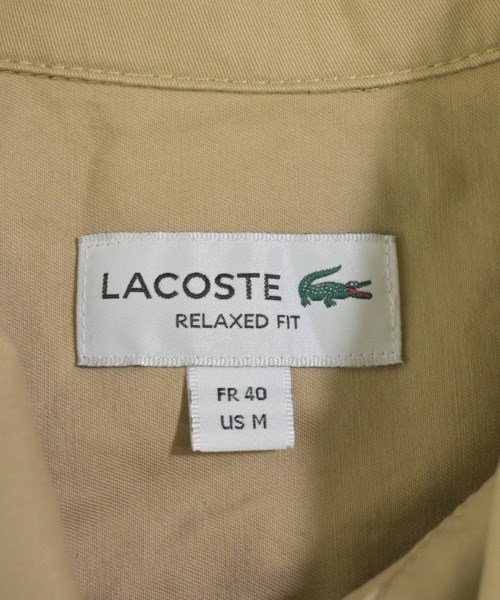 LACOSTE
RELAXED FIT
FR 40
US M